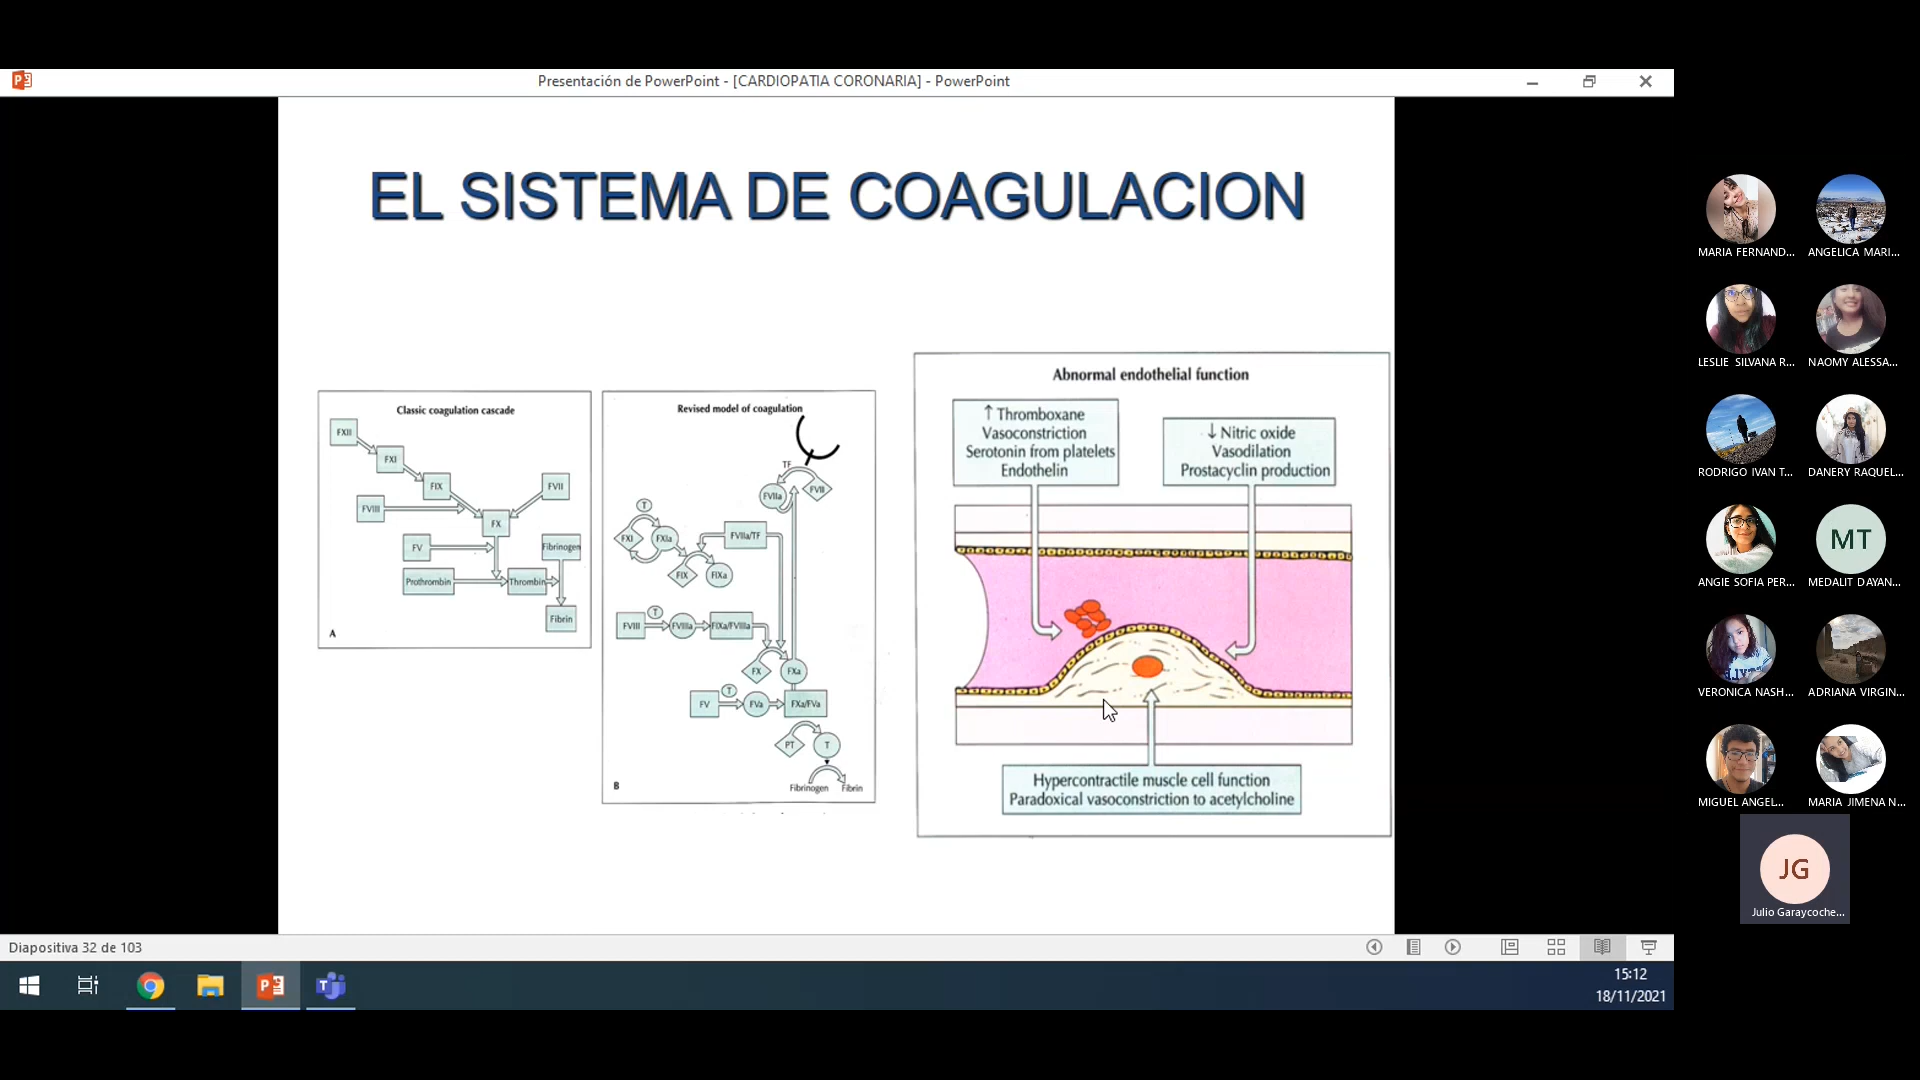 Presentación de PowerPoint - [CARDIOPATIA CORONARIA] - PowerPoint
EL SISTEMA DE COAGULACION
Classic coagulation cascade
FXII
FXI
FIX
FVII
FVIII
FX
FV
Fibrinogen
Prothrombin
Thrombin
Fibrin
A
Revised model of coagulation
TF
FVIIa
FVII
T
FXI
FXIa
FVIIa/TF
FIX
FIXa
T
FVIII
FVIIIa
FIXa/FVIIIa
FX
FXa
T
FV
FVa
FXa/FVa
PT
T
Fibrinogen
Fibrin
B
Abnormal endothelial function
↑ Thromboxane
Vasoconstriction
Serotonin from platelets
Endothelin
↓ Nitric oxide
Vasodilation
Prostacyclin production
Hypercontractile muscle cell function
Paradoxical vasoconstriction to acetylcholine
MARIA FERNAND...
ANGELICA MARI...
LESLIE SILVANA R...
NAOMY ALESSA...
RODRIGO IVAN T...
DANERY RAQUEL...
ANGIE SOFIA PER...
MT
MEDALIT DAYAN...
VERONICA NASH...
ADRIANA VIRGIN...
MIGUEL ANGEL...
MARIA JIMENA N...
JG
Julio Garaycoche...
Diapositiva 32 de 103
15:12
18/11/2021